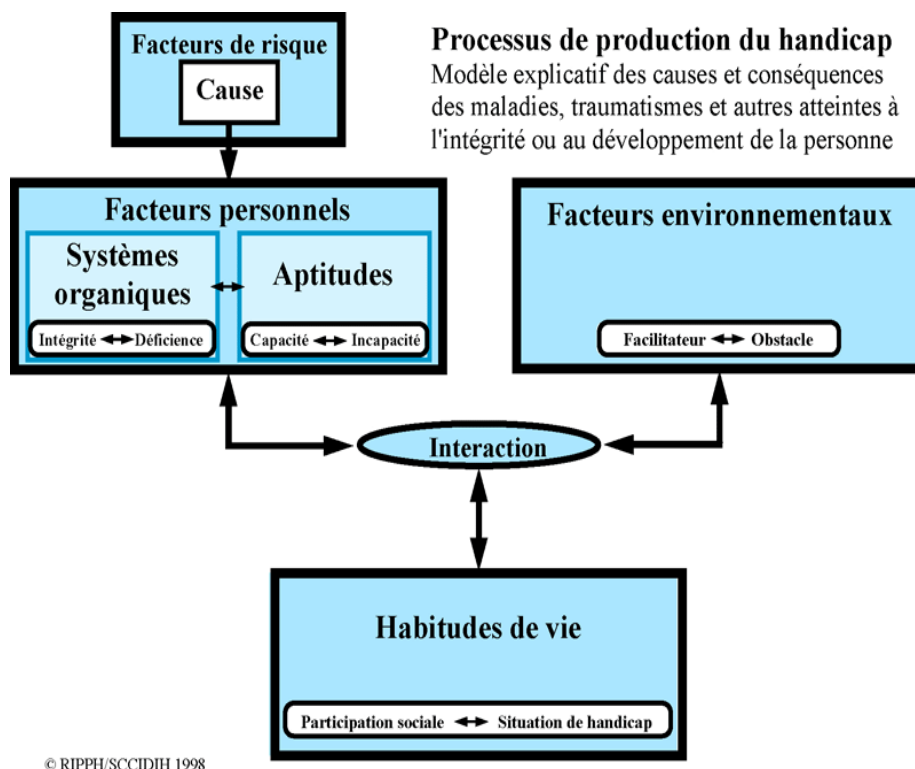 Facteurs de risque
Cause
Processus de production du handicap
Modèle explicatif des causes et conséquences
des maladies, traumatismes et autres atteintes à
l'intégrité ou au développement de la personne
Facteurs personnels
Systèmes
organiques
Intégrité Déficience
Aptitudes
Capacité Incapacité
Facteurs environnementaux
Facilitateur Obstacle
Interaction
Habitudes de vie
Participation sociale Situation de handicap
© RIPPH/SCCIDIH 1998